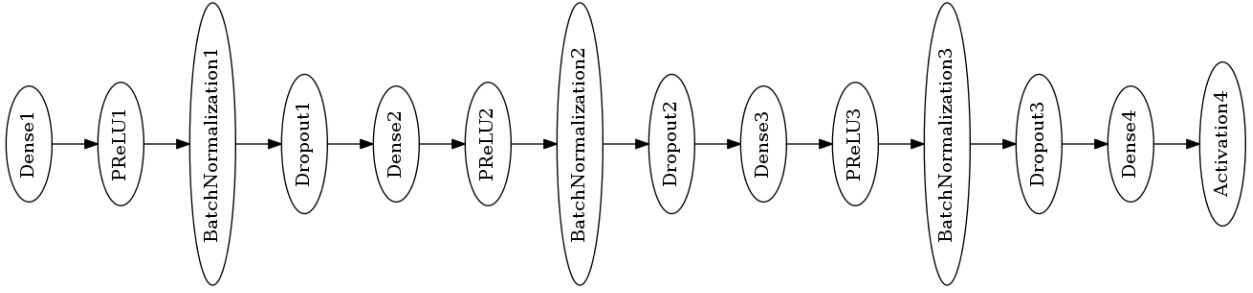 Dense1
PReLU1
BatchNormalization1
Dropout1
Dense2
PReLU2
BatchNormalization2
Dropout2
Dense3
PReLU3
BatchNormalization3
Dropout3
Dense4
Activation4